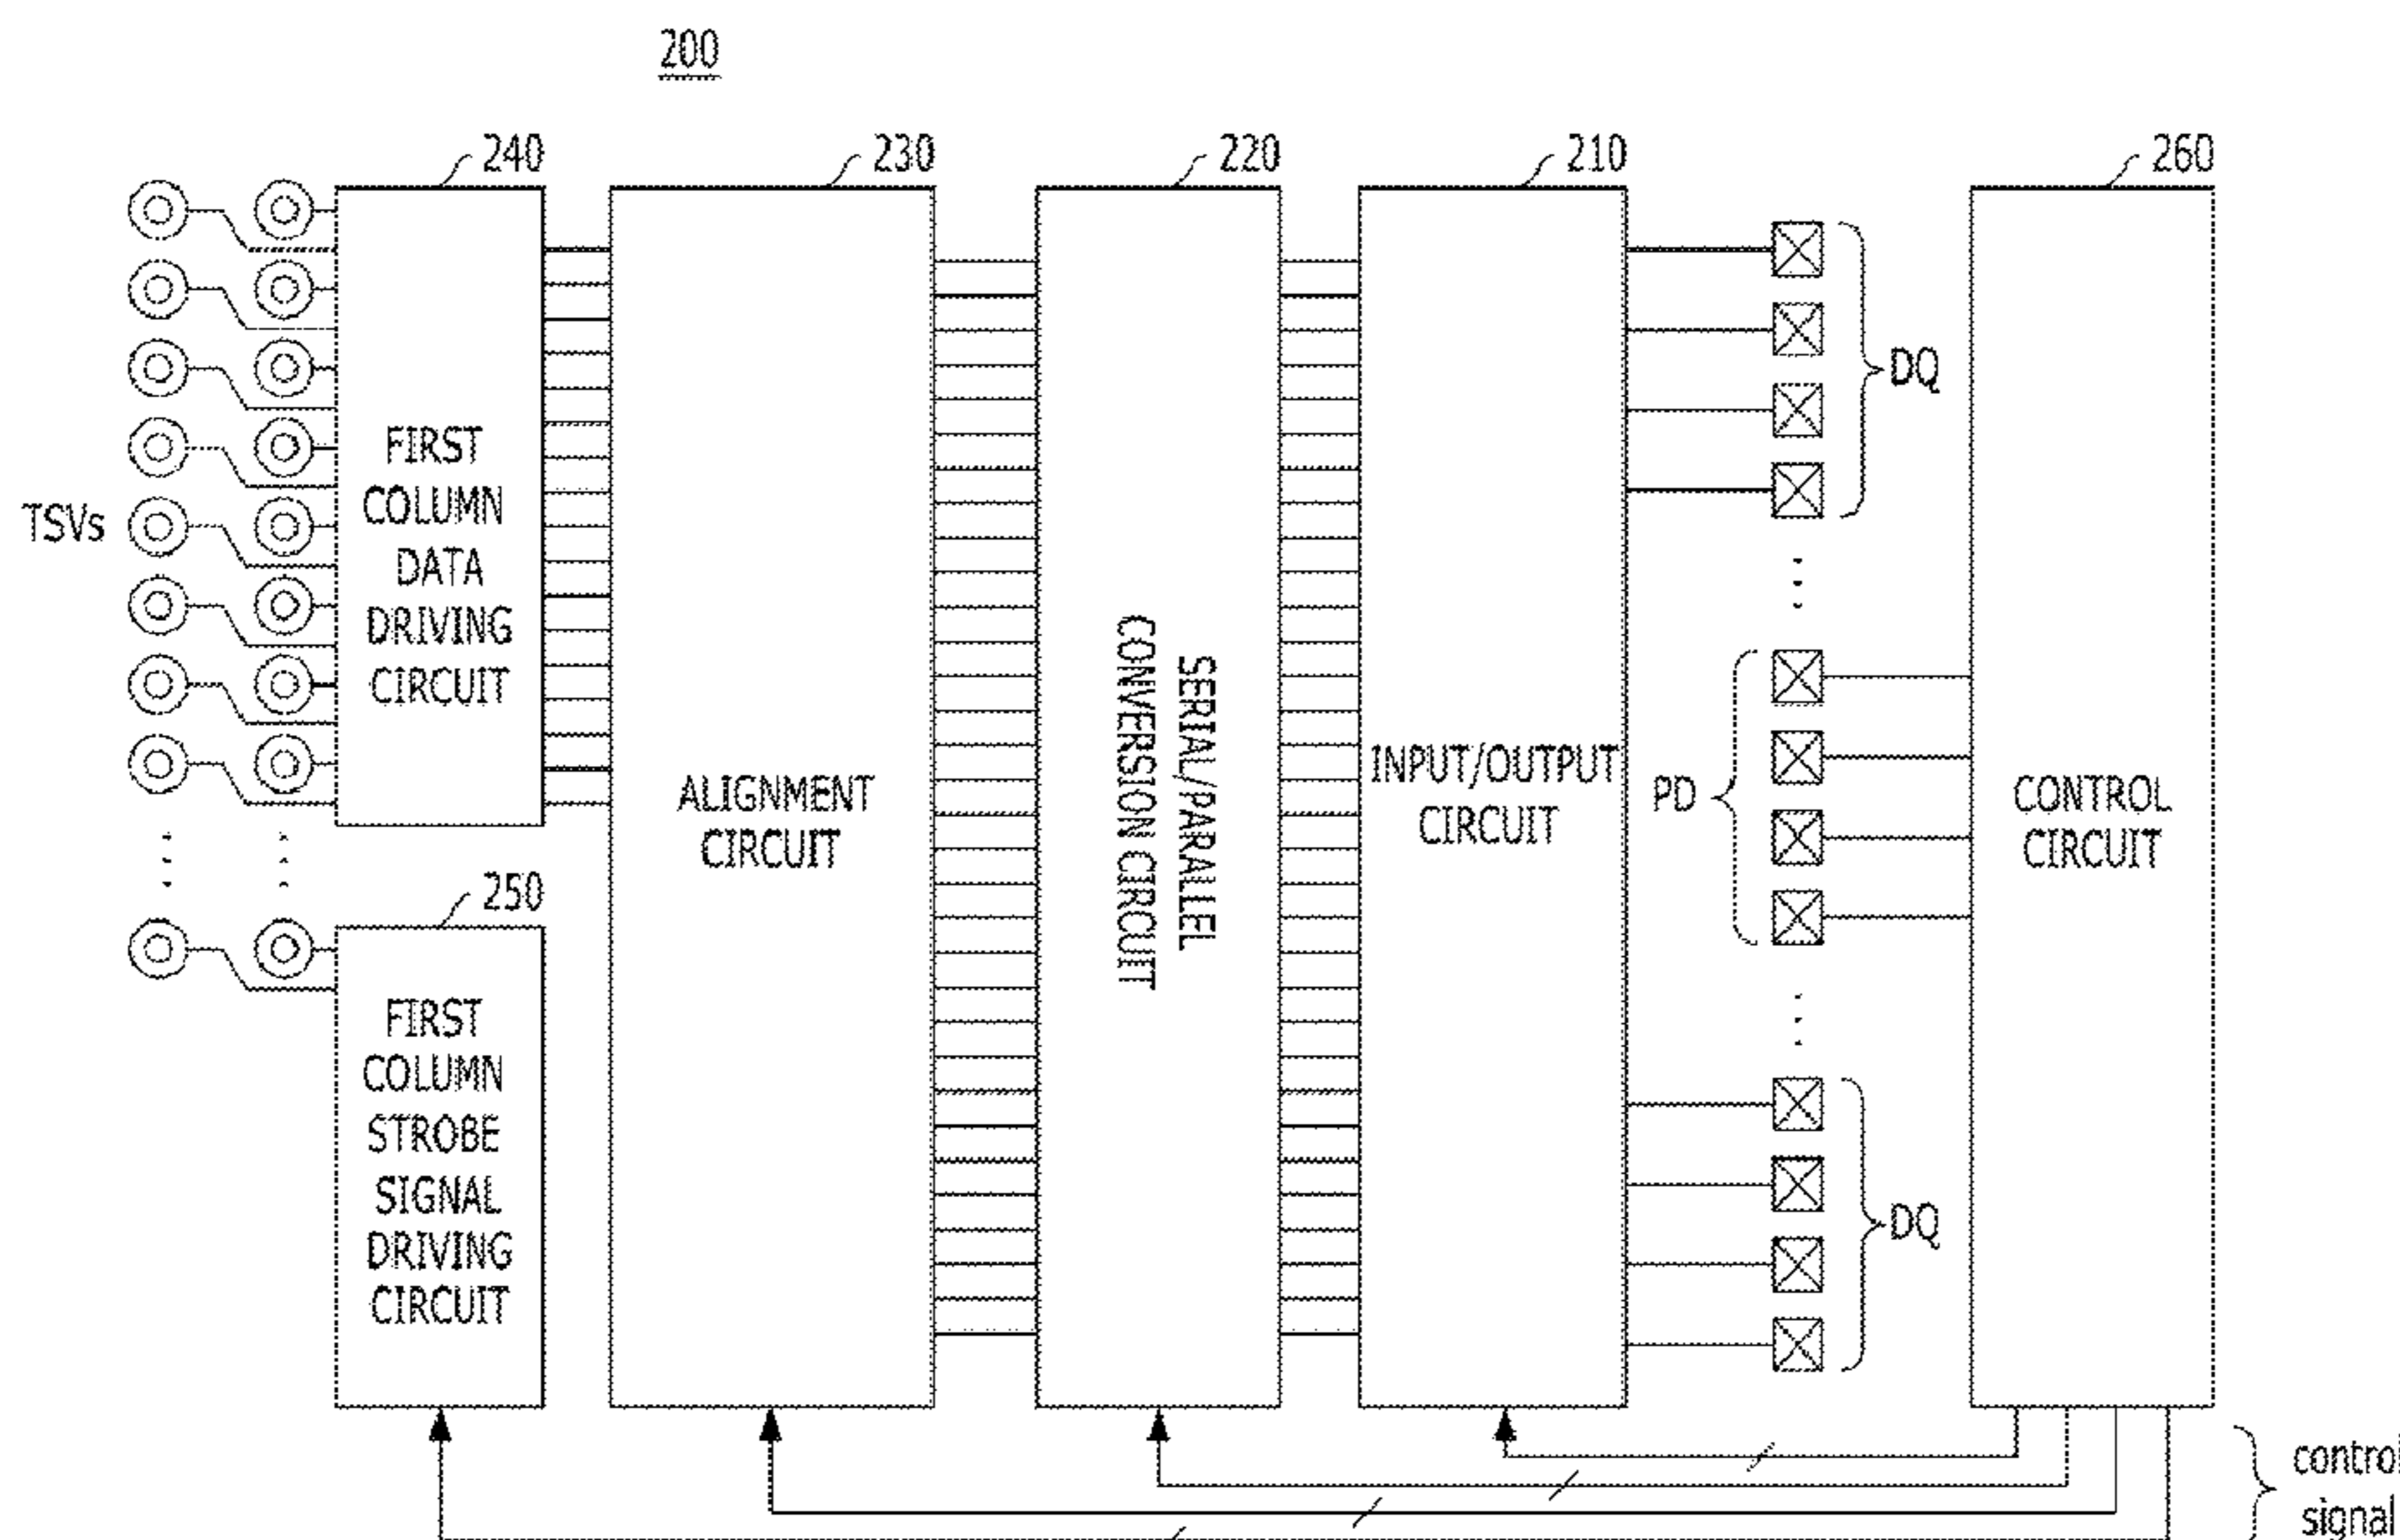 200
240
230
220
210
260
TSVs
FIRST
COLUMN
DATA
DRIVING
CIRCUIT
250
FIRST
COLUMN
STROBE
SIGNAL
DRIVING
CIRCUIT
ALIGNMENT
CIRCUIT
SERIAL/PARALLEL
CONVERSION CIRCUIT
INPUT/OUTPUT
CIRCUIT
DQ
PD
DQ
CONTROL
CIRCUIT
control
signal